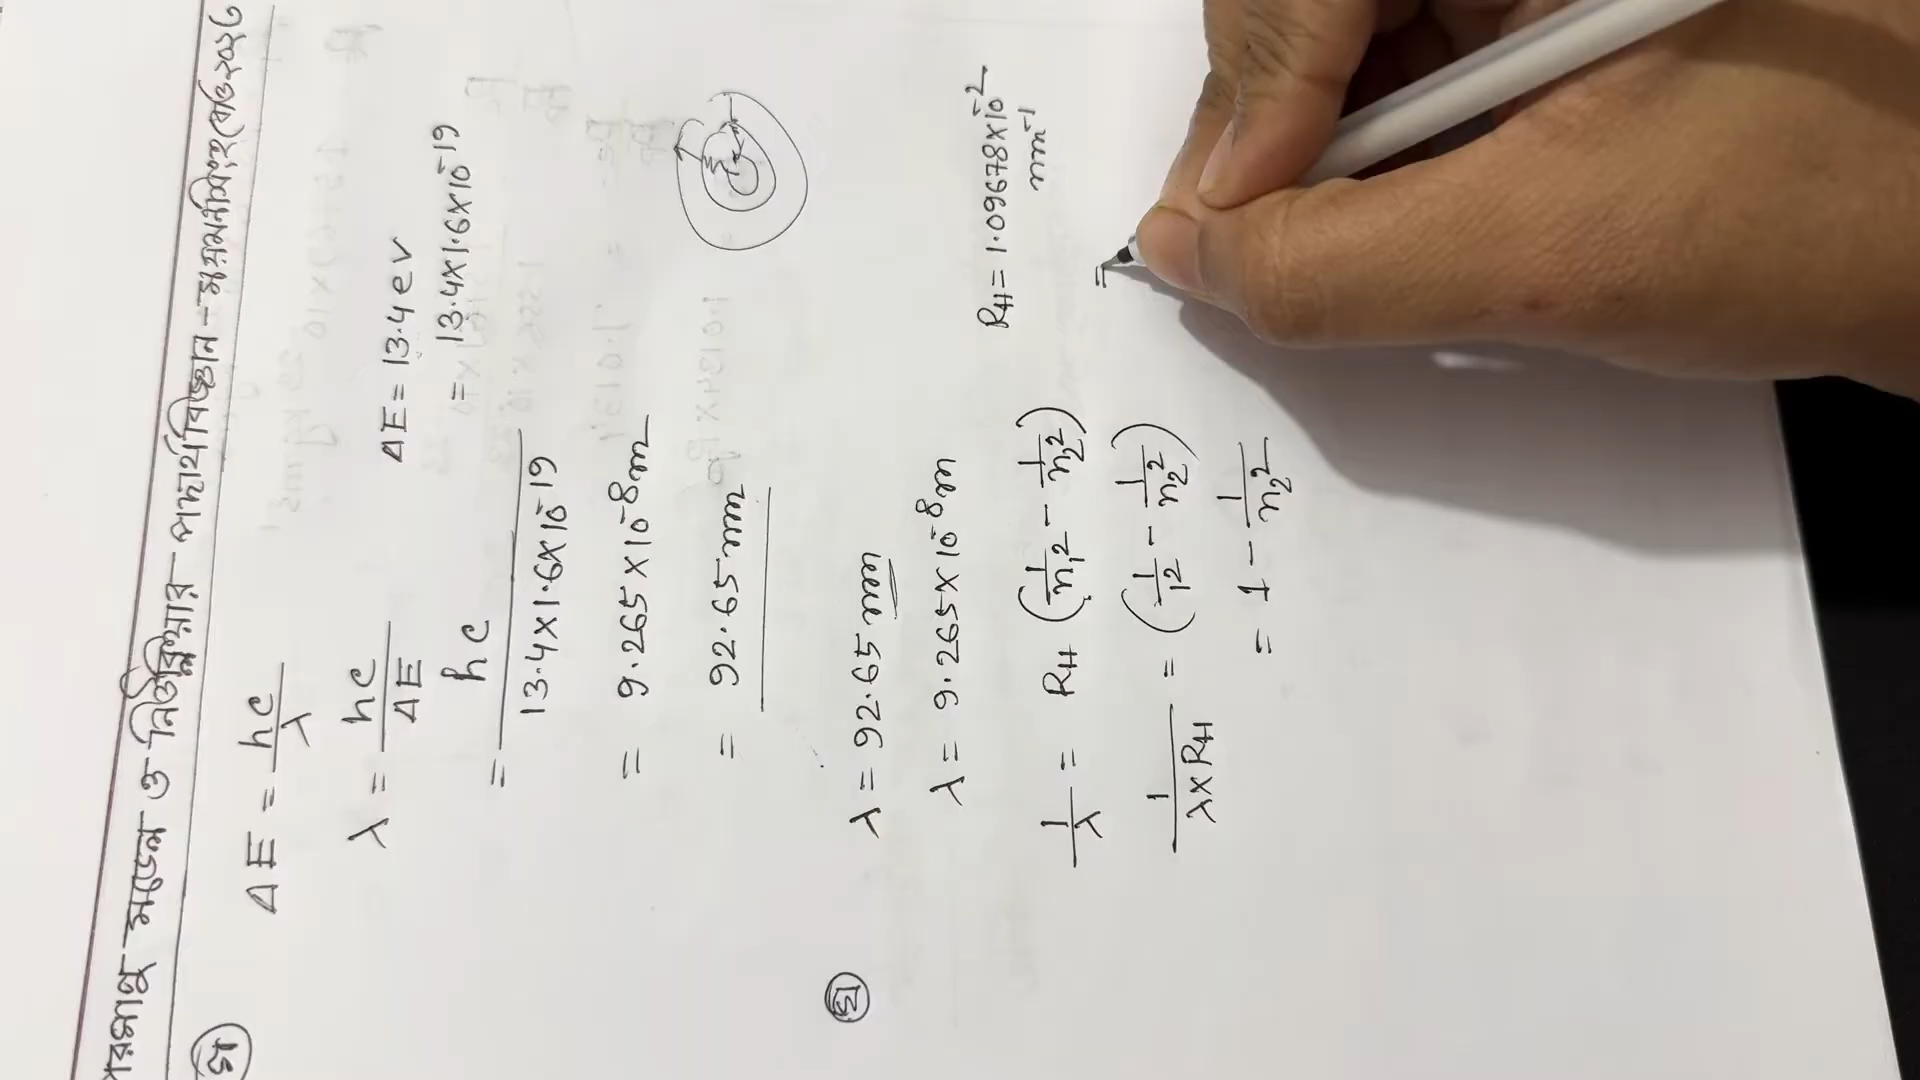 পরমাণু মডেল ও নিউক্লিয়ার পদার্থবিজ্ঞান -
গ
ΔE = hc/λ
λ = hc/ΔE
ΔE = 13.4 ev
= hc/13.4×1.6×10^-19
= 13.4×1.6×10^-19
= 9.265×10^-8 m
= 92.65 nm
ঘ
λ = 92.65 nm
λ = 9.265×10^-8 m
R_H = 1.09678×10^-2
nm^-1
1/λ = R_H (1/n₁² - 1/n₂²)
1/λ×R_H = (1/1² - 1/n₂²)
=
= 1 - 1/n₂²